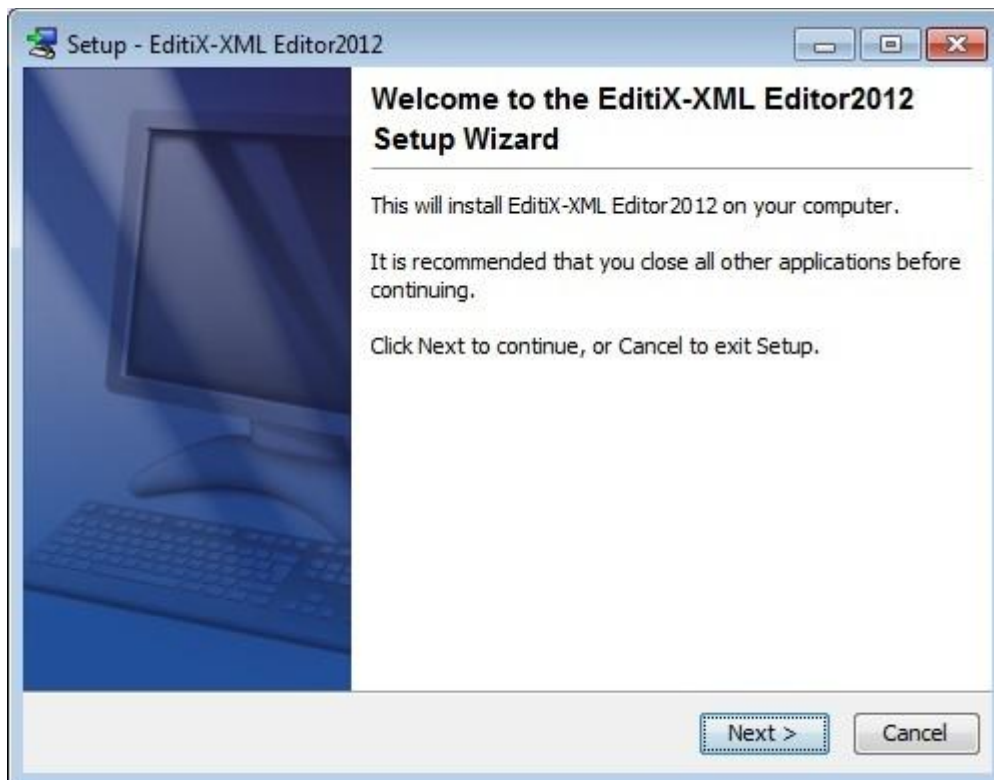 Setup - EditiX-XML Editor2012
Welcome to the EditiX-XML Editor2012
Setup Wizard
This will install EditiX-XML Editor2012 on your computer.
It is recommended that you close all other applications before
continuing.
Click Next to continue, or Cancel to exit Setup.
Next >
Cancel